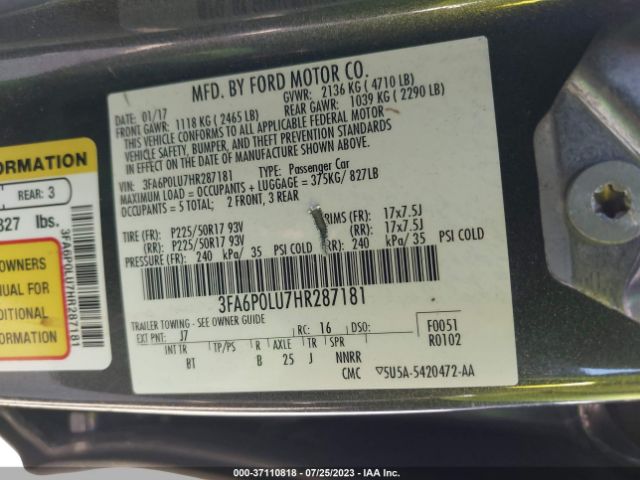 MFD. BY FORD MOTOR CO.
DATE: 01/17
GVWR: 2136 KG ( 4710 LB)
FRONT GAWR: 1118 KG ( 2465 LB)
REAR GAWR: 1039 KG ( 2290 LB)
THIS VEHICLE CONFORMS TO ALL APPLICABLE FEDERAL MOTOR
VEHICLE SAFETY, BUMPER, AND THEFT PREVENTION STANDARDS
IN EFFECT ON THE DATE OF MANUFACTURE SHOWN ABOVE.
VIN: 3FA6P0LU7HR287181
TYPE: Passenger Car
MAXIMUM LOAD = OCCUPANTS + LUGGAGE = 375KG/ 827LB
OCCUPANTS = 5 TOTAL; 2 FRONT, 3 REAR
TIRE (FR): P225/50R17 93V
RIMS (FR): 17x7.5J
(RR): P225/50R17 93V
(RR): 17x7.5J
PRESSURE (FR): 240 kPa/ 35 PSI COLD
RR): 240 kPa/ 35 PSI COLD
3FA6P0LU7HR287181
TRAILER TOWING - SEE OWNER GUIDE
EXT PNT: J7
RC: 16 DSO:
F0051
R0102
INT TR TP/PS R AXLE TR SPR
BT B 25 J NNRR
CMC
5U5A-5420472-AA
FORMATION
REAR: 3
827 lbs.
OWNERS
NUAL FOR
DDITIONAL
ORMATION
3FA6P0LU7HR287181
000-37110818 - 07/25/2023 - IAA Inc.